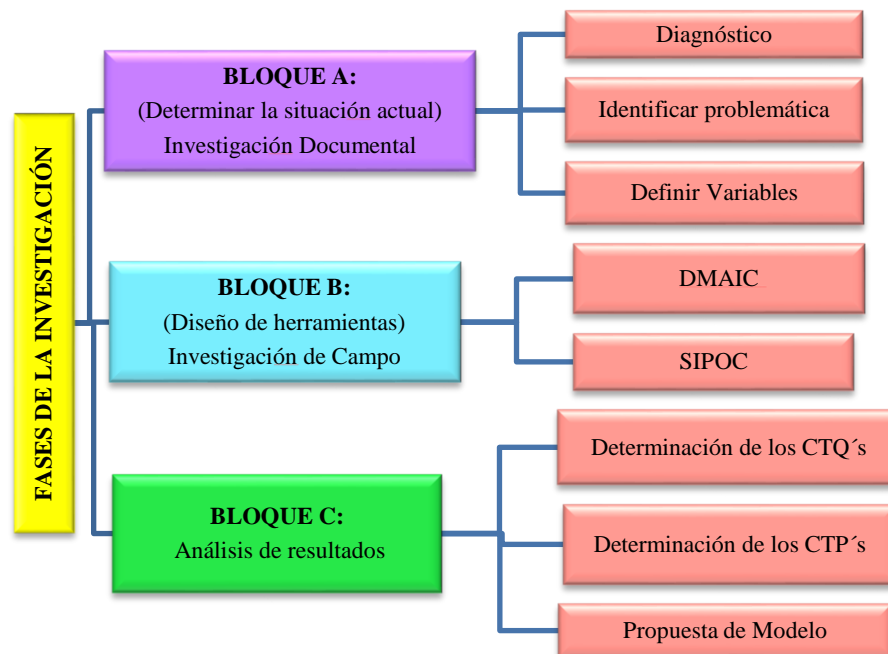 FASES DE LA INVESTIGACIÓN
BLOQUE A:
(Determinar la situación actual)
Investigación Documental
Diagnóstico
Identificar problemática
Definir Variables
BLOQUE B:
(Diseño de herramientas)
Investigación de Campo
DMAIC
SIPOC
BLOQUE C:
Análisis de resultados
Determinación de los CTQ´s
Determinación de los CTP´s
Propuesta de Modelo